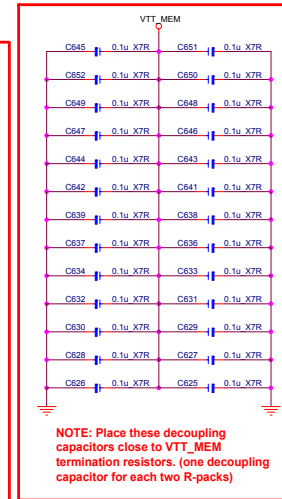 VTT_MEM
C645 0.1u X7R C651 0.1u X7R
C652 0.1u X7R C650 0.1u X7R
C649 0.1u X7R C648 0.1u X7R
C647 0.1u X7R C646 0.1u X7R
C644 0.1u X7R C643 0.1u X7R
C642 0.1u X7R C641 0.1u X7R
C639 0.1u X7R C638 0.1u X7R
C637 0.1u X7R C636 0.1u X7R
C634 0.1u X7R C633 0.1u X7R
C632 0.1u X7R C631 0.1u X7R
C630 0.1u X7R C629 0.1u X7R
C628 0.1u X7R C627 0.1u X7R
C626 0.1u X7R C625 0.1u X7R
NOTE: Place these decoupling
capacitors close to VTT_MEM
termination resistors. (one decoupling
capacitor for each two R-packs)